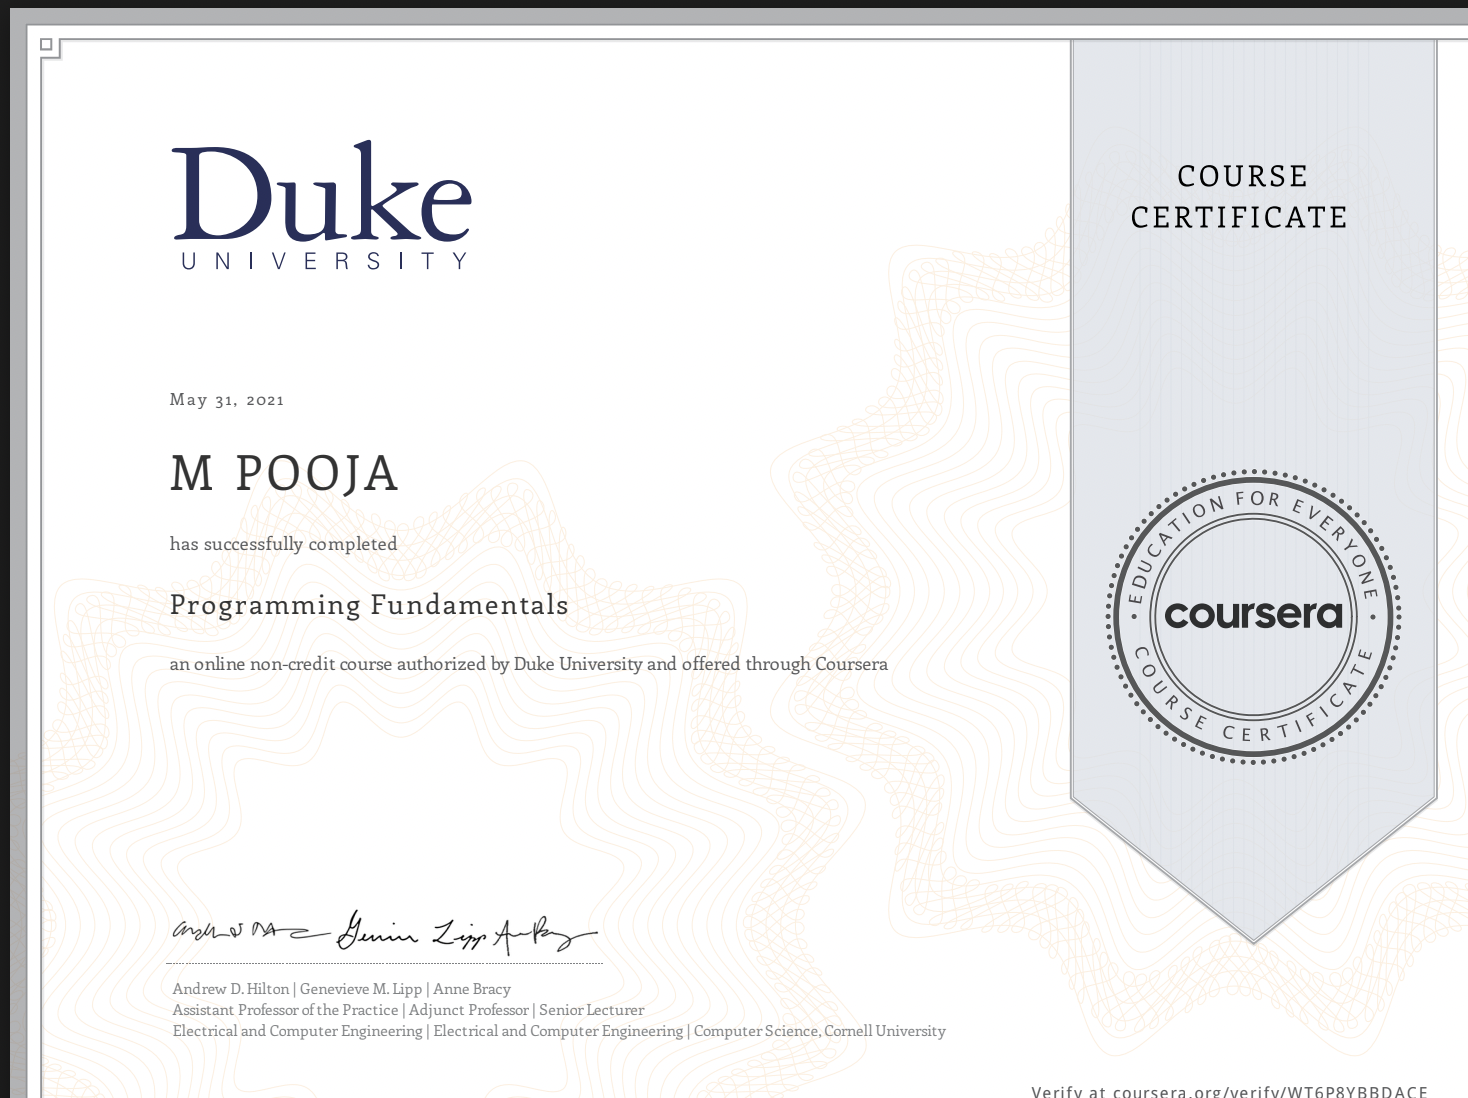 Duke
UNIVERSITY
COURSE
CERTIFICATE
May 31, 2021
M POOJA
has successfully completed
Programming Fundamentals
an online non-credit course authorized by Duke University and offered through Coursera
EDUCATION FOR EVERYONE
coursera
COURSE CERTIFICATE
Andrew D. Hilton | Genevieve M. Lipp | Anne Bracy
Assistant Professor of the Practice | Adjunct Professor | Senior Lecturer
Electrical and Computer Engineering | Electrical and Computer Engineering | Computer Science, Cornell University
Verify at coursera.org/verify/WT6P8YBBDACE